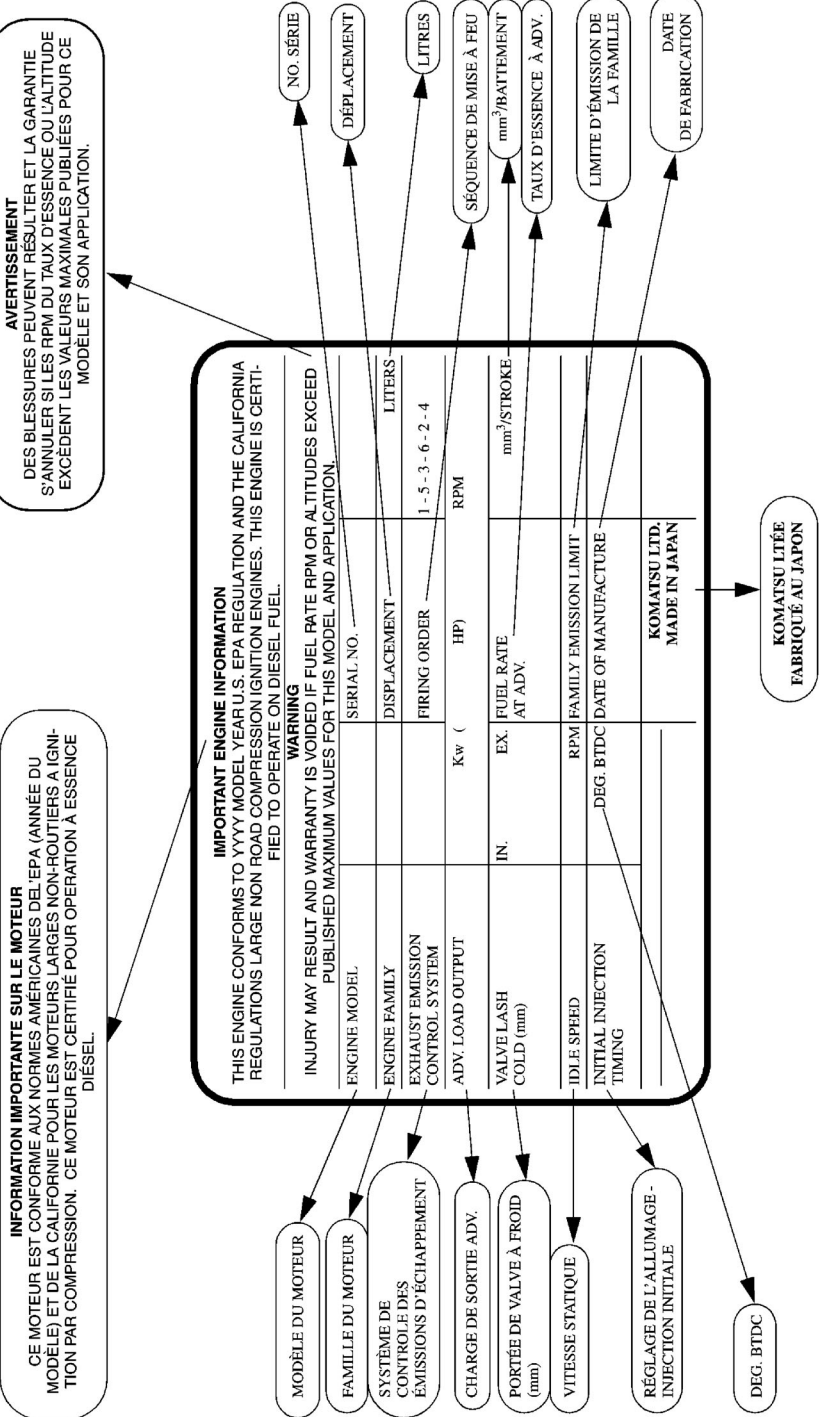 INFORMATION IMPORTANTE SUR LE MOTEUR
CE MOTEUR EST CONFORME AUX NORMES AMÉRICAINES DEL'EPA (ANNÉE DU
MODÈLE) ET DE LA CALIFORNIE POUR LES MOTEURS LARGES NON-ROUTIERS A IGNI-
TION PAR COMPRESSION. CE MOTEUR EST CERTIFIÉ POUR OPERATION À ESSENCE
DIÉSEL.
AVERTISSEMENT
DES BLESSURES PEUVENT RÉSULTER ET LA GARANTIE
S'ANNULER SI LES RPM DU TAUX D'ESSENCE OU L'ALTITUDE
EXCÈDENT LES VALEURS MAXIMALES PUBLIÉES POUR CE
MODÈLE ET SON APPLICATION.
IMPORTANT ENGINE INFORMATION
THIS ENGINE CONFORMS TO YYYY MODEL YEAR U.S. EPA REGULATION AND THE CALIFORNIA
REGULATIONS LARGE NON ROAD COMPRESSION IGNITION ENGINES. THIS ENGINE IS CERTI-
FIED TO OPERATE ON DIESEL FUEL.
WARNING
INJURY MAY RESULT AND WARRANTY IS VOIDED IF FUEL RATE RPM OR ALTITUDES EXCEED
PUBLISHED MAXIMUM VALUES FOR THIS MODEL AND APPLICATION.
ENGINE MODEL SERIAL NO.
ENGINE FAMILY DISPLACEMENT LITERS
EXHAUST EMISSION
CONTROL SYSTEM FIRING ORDER 1 - 5 - 3 - 6 - 2 - 4
ADV. LOAD OUTPUT Kw ( HP) RPM
VALVE LASH
COLD (mm) IN. EX. FUEL RATE
AT ADV. mm³/STROKE
IDLE SPEED RPM FAMILY EMISSION LIMIT
INITIAL INJECTION
TIMING DEG. BTDC DATE OF MANUFACTURE
KOMATSU LTD.
MADE IN JAPAN
MODÈLE DU MOTEUR
FAMILLE DU MOTEUR
SYSTÈME DE
CONTROLE DES
ÉMISSIONS D'ÉCHAPPEMENT
CHARGE DE SORTIE ADV.
PORTÉE DE VALVE À FROID
(mm)
VITESSE STATIQUE
RÉGLAGE DE L'ALLUMAGE -
INJECTION INITIALE
DEG. BTDC
NO. SÉRIE
DÉPLACEMENT
LITRES
SÉQUENCE DE MISE À FEU
mm³/BATTEMENT
TAUX D'ESSENCE À ADV.
LIMITE D'ÉMISSION DE
LA FAMILLE
DATE
DE FABRICATION
KOMATSU LTÉE
FABRIQUÉ AU JAPON